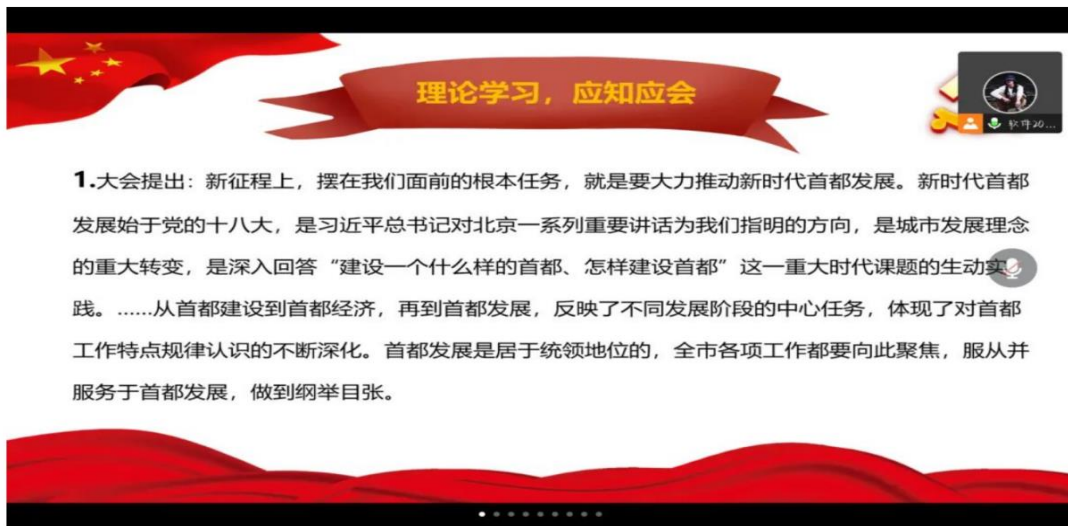 理论学习，应知应会
软件20...
1.大会提出：新征程上，摆在我们面前的根本任务，就是要大力推动新时代首都发展。新时代首都
发展始于党的十八大，是习近平总书记对北京一系列重要讲话为我们指明的方向，是城市发展理念
的重大转变，是深入回答“建设一个什么样的首都、怎样建设首都”这一重大时代课题的生动实
践。......从首都建设到首都经济，再到首都发展，反映了不同发展阶段的中心任务，体现了对首都
工作特点规律认识的不断深化。首都发展是居于统领地位的，全市各项工作都要向此聚焦，服从并
服务于首都发展，做到纲举目张。